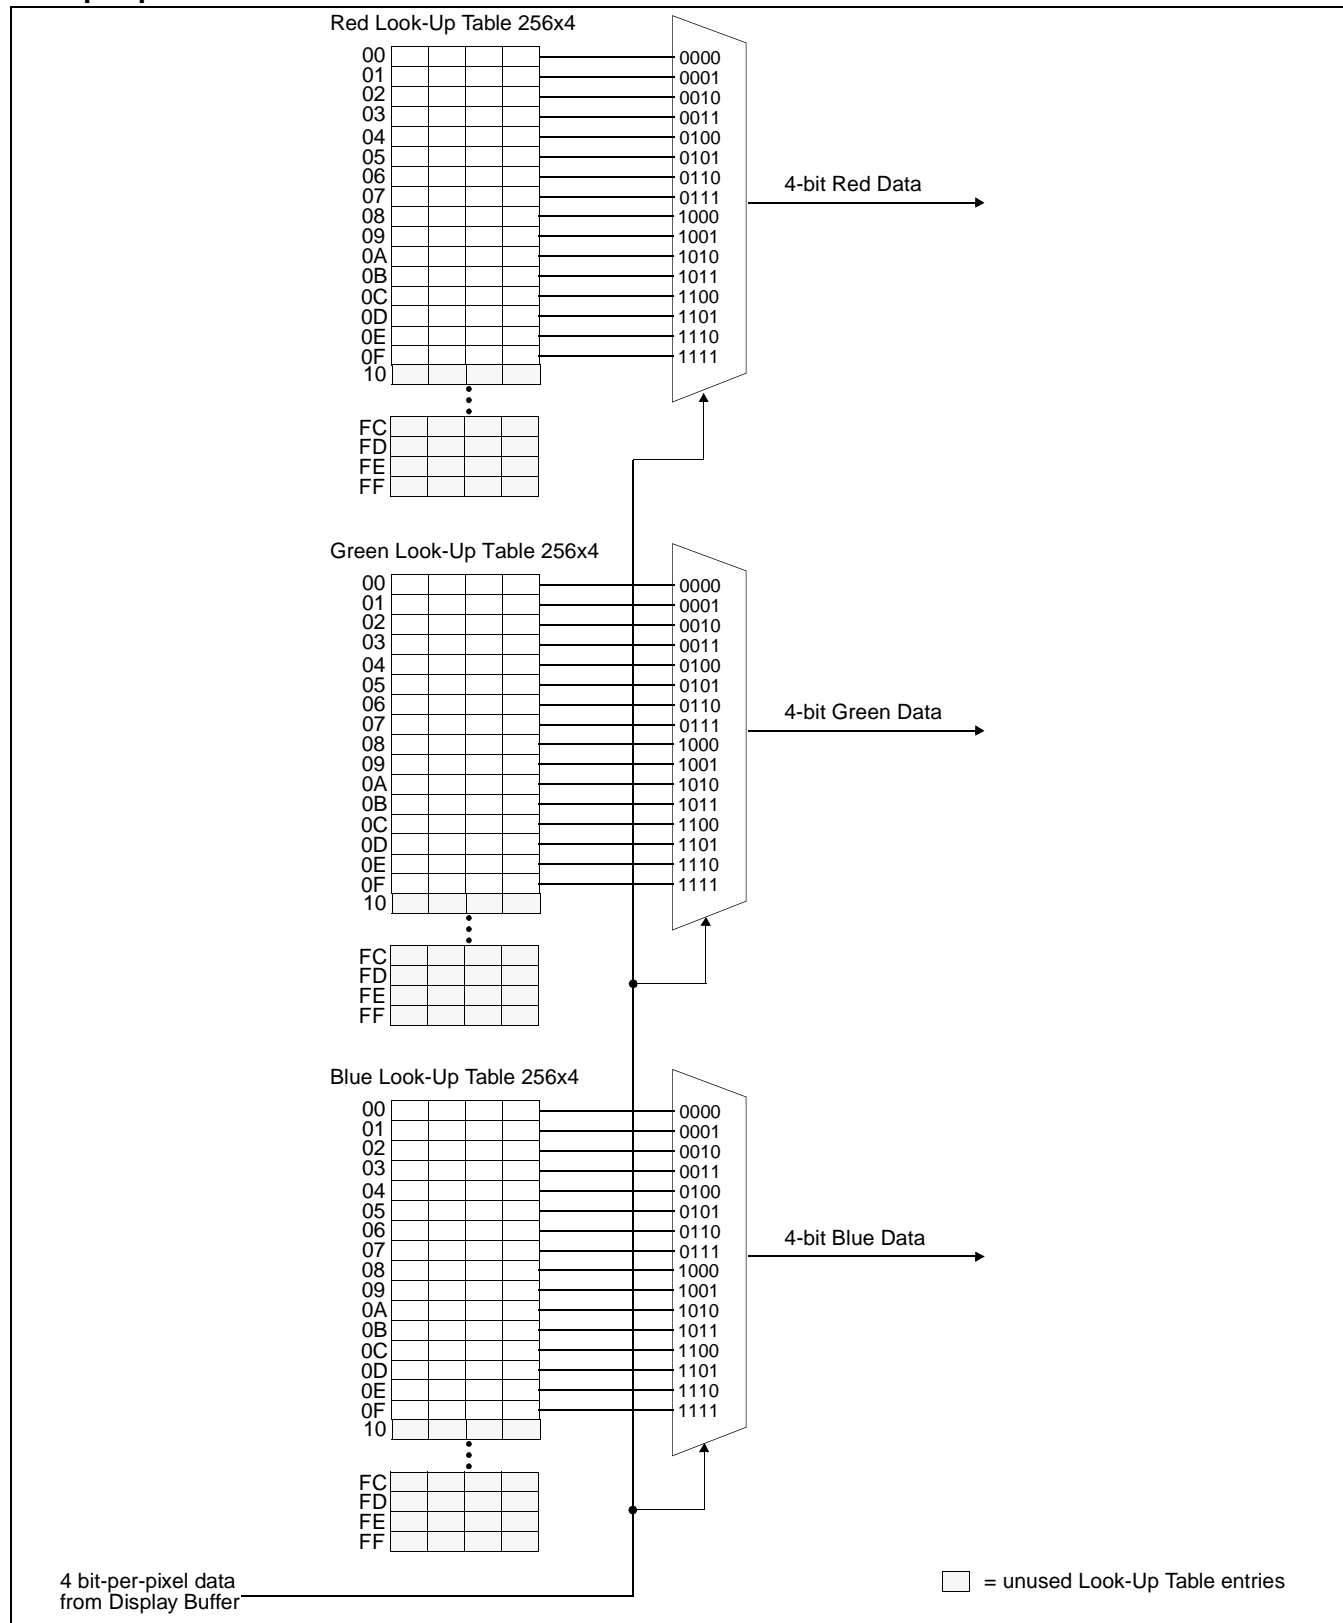 Red Look-Up Table 256x4
00 0000
01 0001
02 0010
03 0011
04 0100
05 0101
06 0110
07 0111
4-bit Red Data
08 1000
09 1001
0A 1010
0B 1011
0C 1100
0D 1101
0E 1110
0F 1111
10
FC
FD
FE
FF
Green Look-Up Table 256x4
00 0000
01 0001
02 0010
03 0011
04 0100
05 0101
06 0110
07 0111
4-bit Green Data
08 1000
09 1001
0A 1010
0B 1011
0C 1100
0D 1101
0E 1110
0F 1111
10
FC
FD
FE
FF
Blue Look-Up Table 256x4
00 0000
01 0001
02 0010
03 0011
04 0100
05 0101
06 0110
07 0111
4-bit Blue Data
08 1000
09 1001
0A 1010
0B 1011
0C 1100
0D 1101
0E 1110
0F 1111
10
FC
FD
FE
FF
4 bit-per-pixel data
from Display Buffer
= unused Look-Up Table entries